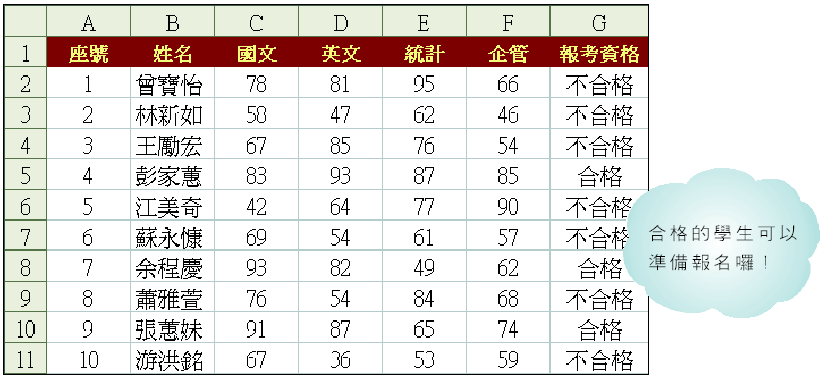 A B C D E F G
1 座號 姓名 國文 英文 統計 企管 報考資格
2 1 曾寶怡 78 81 95 66 不合格
3 2 林新如 58 47 62 46 不合格
4 3 王勵宏 67 85 76 54 不合格
5 4 彭家蕙 83 93 87 85 合格
6 5 江美奇 42 64 77 90 不合格
7 6 蘇永慷 69 54 61 57 不合格
8 7 余程慶 93 82 49 62 合格
9 8 蕭雅萱 76 54 84 68 不合格
10 9 張蕙妹 91 87 65 74 合格
11 10 游洪銘 67 36 53 59 不合格
合格的學生可以
準備報名囉！